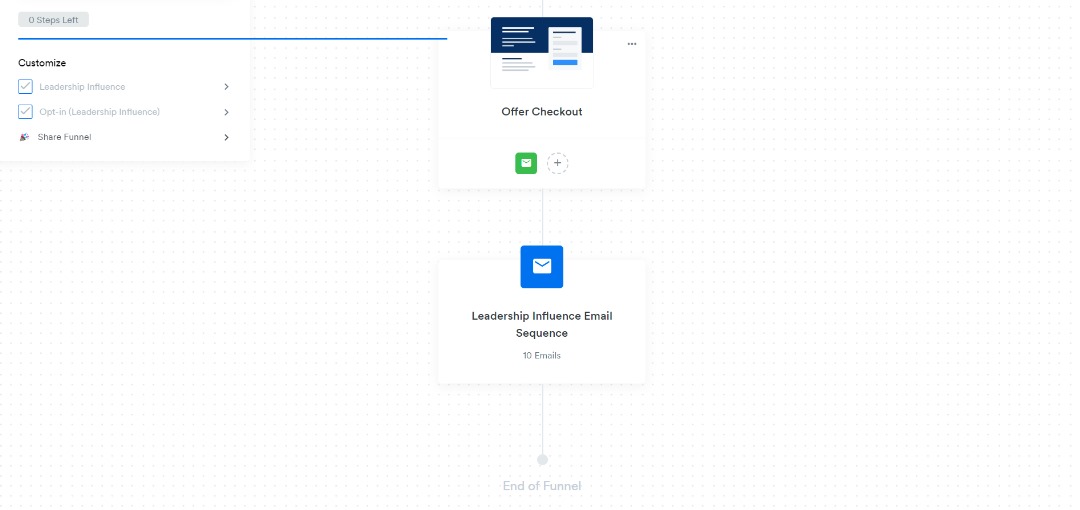 0 Steps Left
Customize
Leadership Influence
Opt-in (Leadership Influence)
Share Funnel
Offer Checkout
Leadership Influence Email
Sequence
10 Emails
End of Funnel